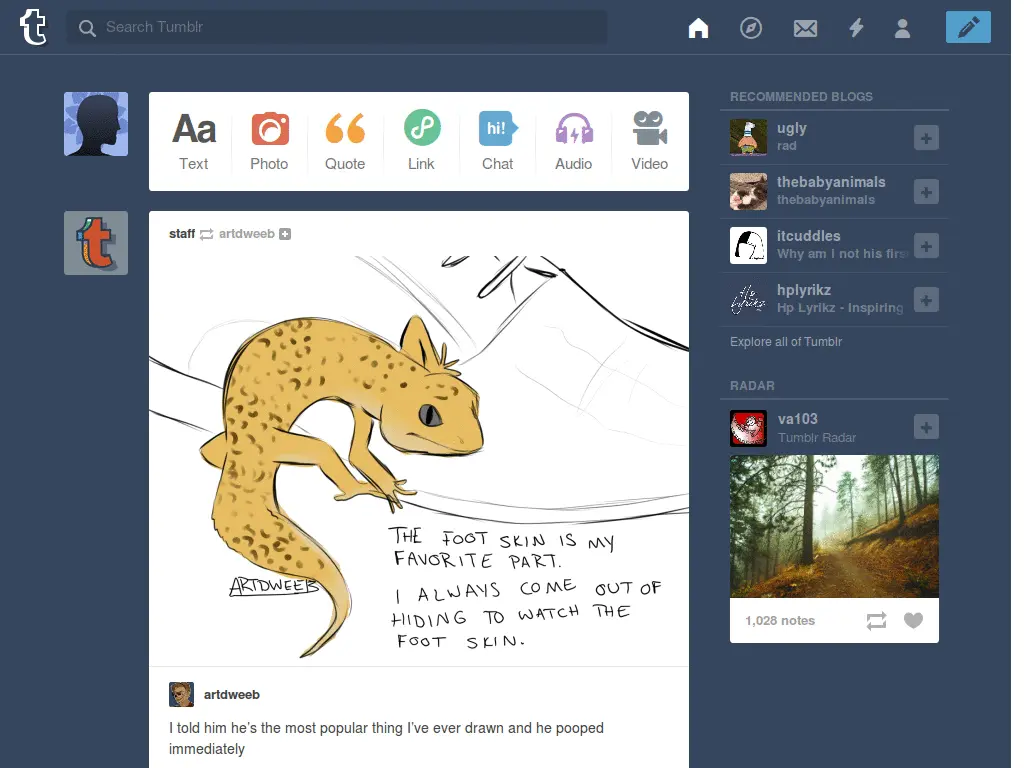 t
Search Tumblr
Aa
hi!
Text
Photo
Quote
Link
Chat
Audio
Video
t
staff artdweeb
THE FOOT SKIN IS MY
FAVORITE PART.
I ALWAYS COME OUT OF
HIDING TO WATCH THE
FOOT SKIN.
ARTDWEEB
artdweeb
I told him he's the most popular thing I've ever drawn and he pooped
immediately
RECOMMENDED BLOGS
ugly
rad
thebabyanimals
thebabyanimals
itcuddles
Why am I not his firs
hplyrikz
Hp Lyrikz - Inspiring
Hp
Lyrikz
Explore all of Tumblr
RADAR
va103
Tumblr Radar
1,028 notes